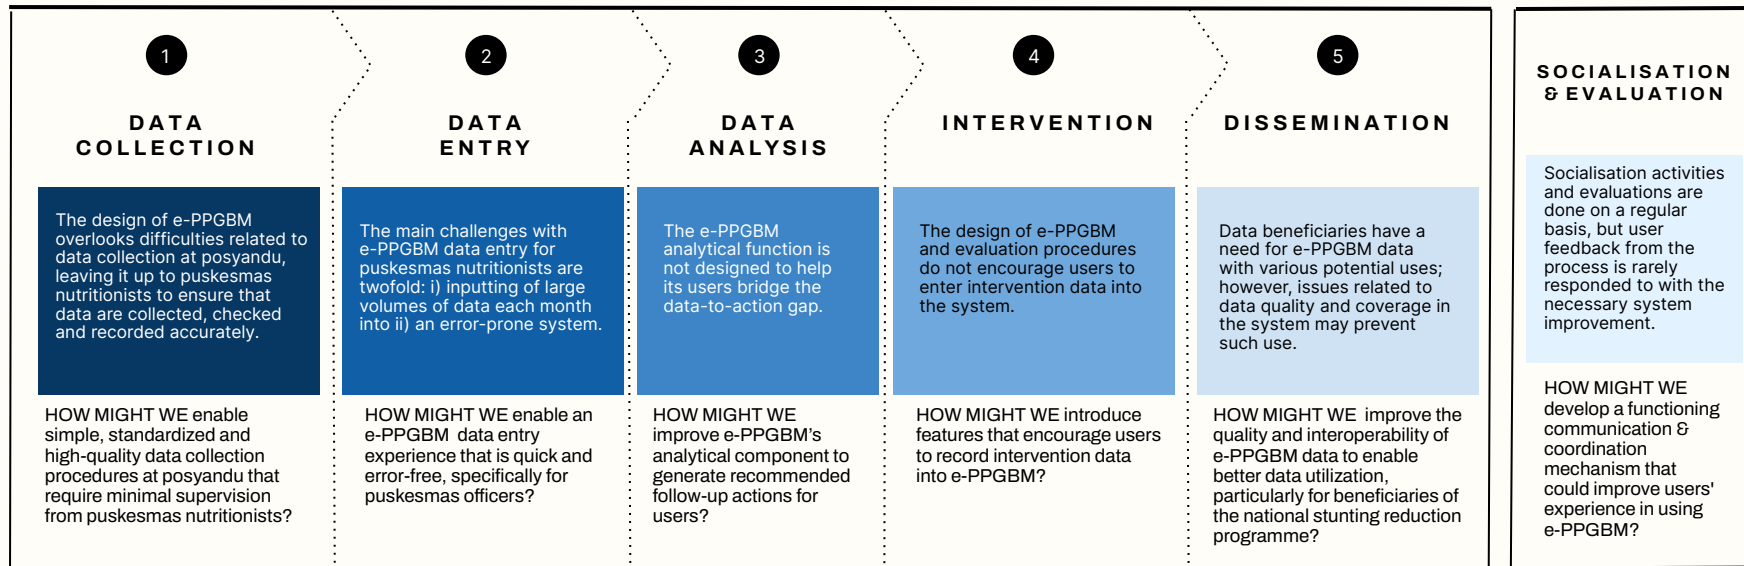 1
DATA
COLLECTION
The design of e-PPGBM
overlooks difficulties related to
data collection at posyandu,
leaving it up to puskesmas
nutritionists to ensure that
data are collected, checked
and recorded accurately.
HOW MIGHT WE enable
simple, standardized and
high-quality data collection
procedures at posyandu that
require minimal supervision
from puskesmas nutritionists?
2
DATA
ENTRY
The main challenges with
e-PPGBM data entry for
puskesmas nutritionists are
twofold: i) inputting of large
volumes of data each month
into ii) an error-prone system.
HOW MIGHT WE enable an
e-PPGBM data entry
experience that is quick and
error-free, specifically for
puskesmas officers?
3
DATA
ANALYSIS
The e-PPGBM
analytical function is
not designed to help
its users bridge the
data-to-action gap.
HOW MIGHT WE
improve e-PPGBM's
analytical component to
generate recommended
follow-up actions for
users?
4
INTERVENTION
The design of e-PPGBM
and evaluation procedures
do not encourage users to
enter intervention data into
the system.
HOW MIGHT WE introduce
features that encourage users
to record intervention data
into e-PPGBM?
5
DISSEMINATION
Data beneficiaries have a
need for e-PPGBM data
with various potential uses;
however, issues related to
data quality and coverage in
the system may prevent
such use.
HOW MIGHT WE improve the
quality and interoperability of
e-PPGBM data to enable
better data utilization,
particularly for beneficiaries of
the national stunting reduction
programme?
SOCIALISATION
& EVALUATION
Socialisation activities
and evaluations are
done on a regular
basis, but user
feedback from the
process is rarely
responded to with the
necessary system
improvement.
HOW MIGHT WE
develop a functioning
communication &
coordination
mechanism that
could improve users'
experience in using
e-PPGBM?